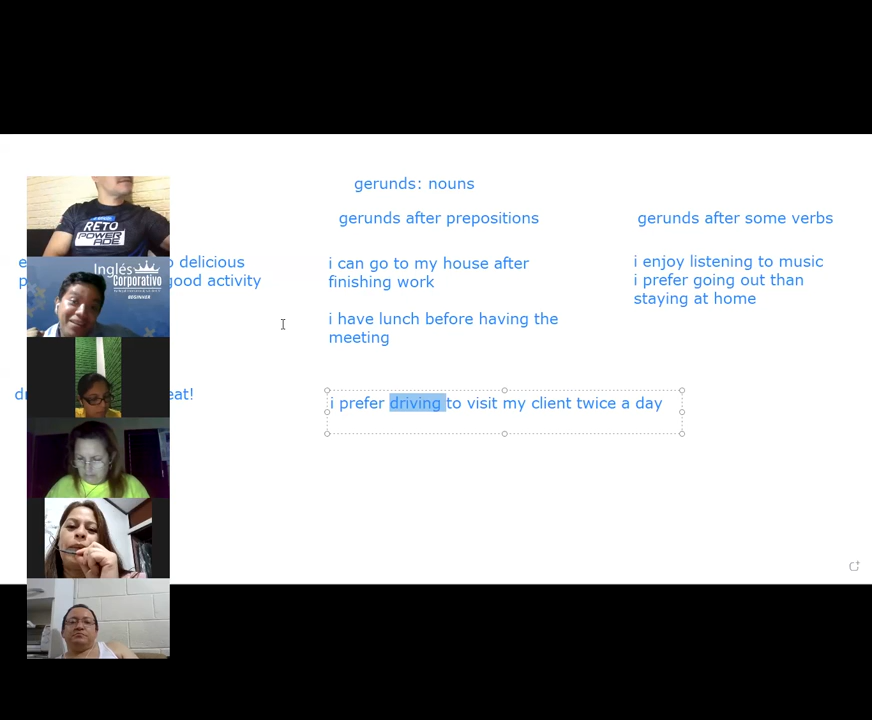 gerunds: nouns
gerunds after prepositions
gerunds after some verbs
delicious
good activity
i can go to my house after
finishing work
i have lunch before having the
meeting
i enjoy listening to music
i prefer going out than
staying at home
i prefer driving to visit my client twice a day
RETO
POWER
ADE
Inglés
Corporativo
BEGINNER